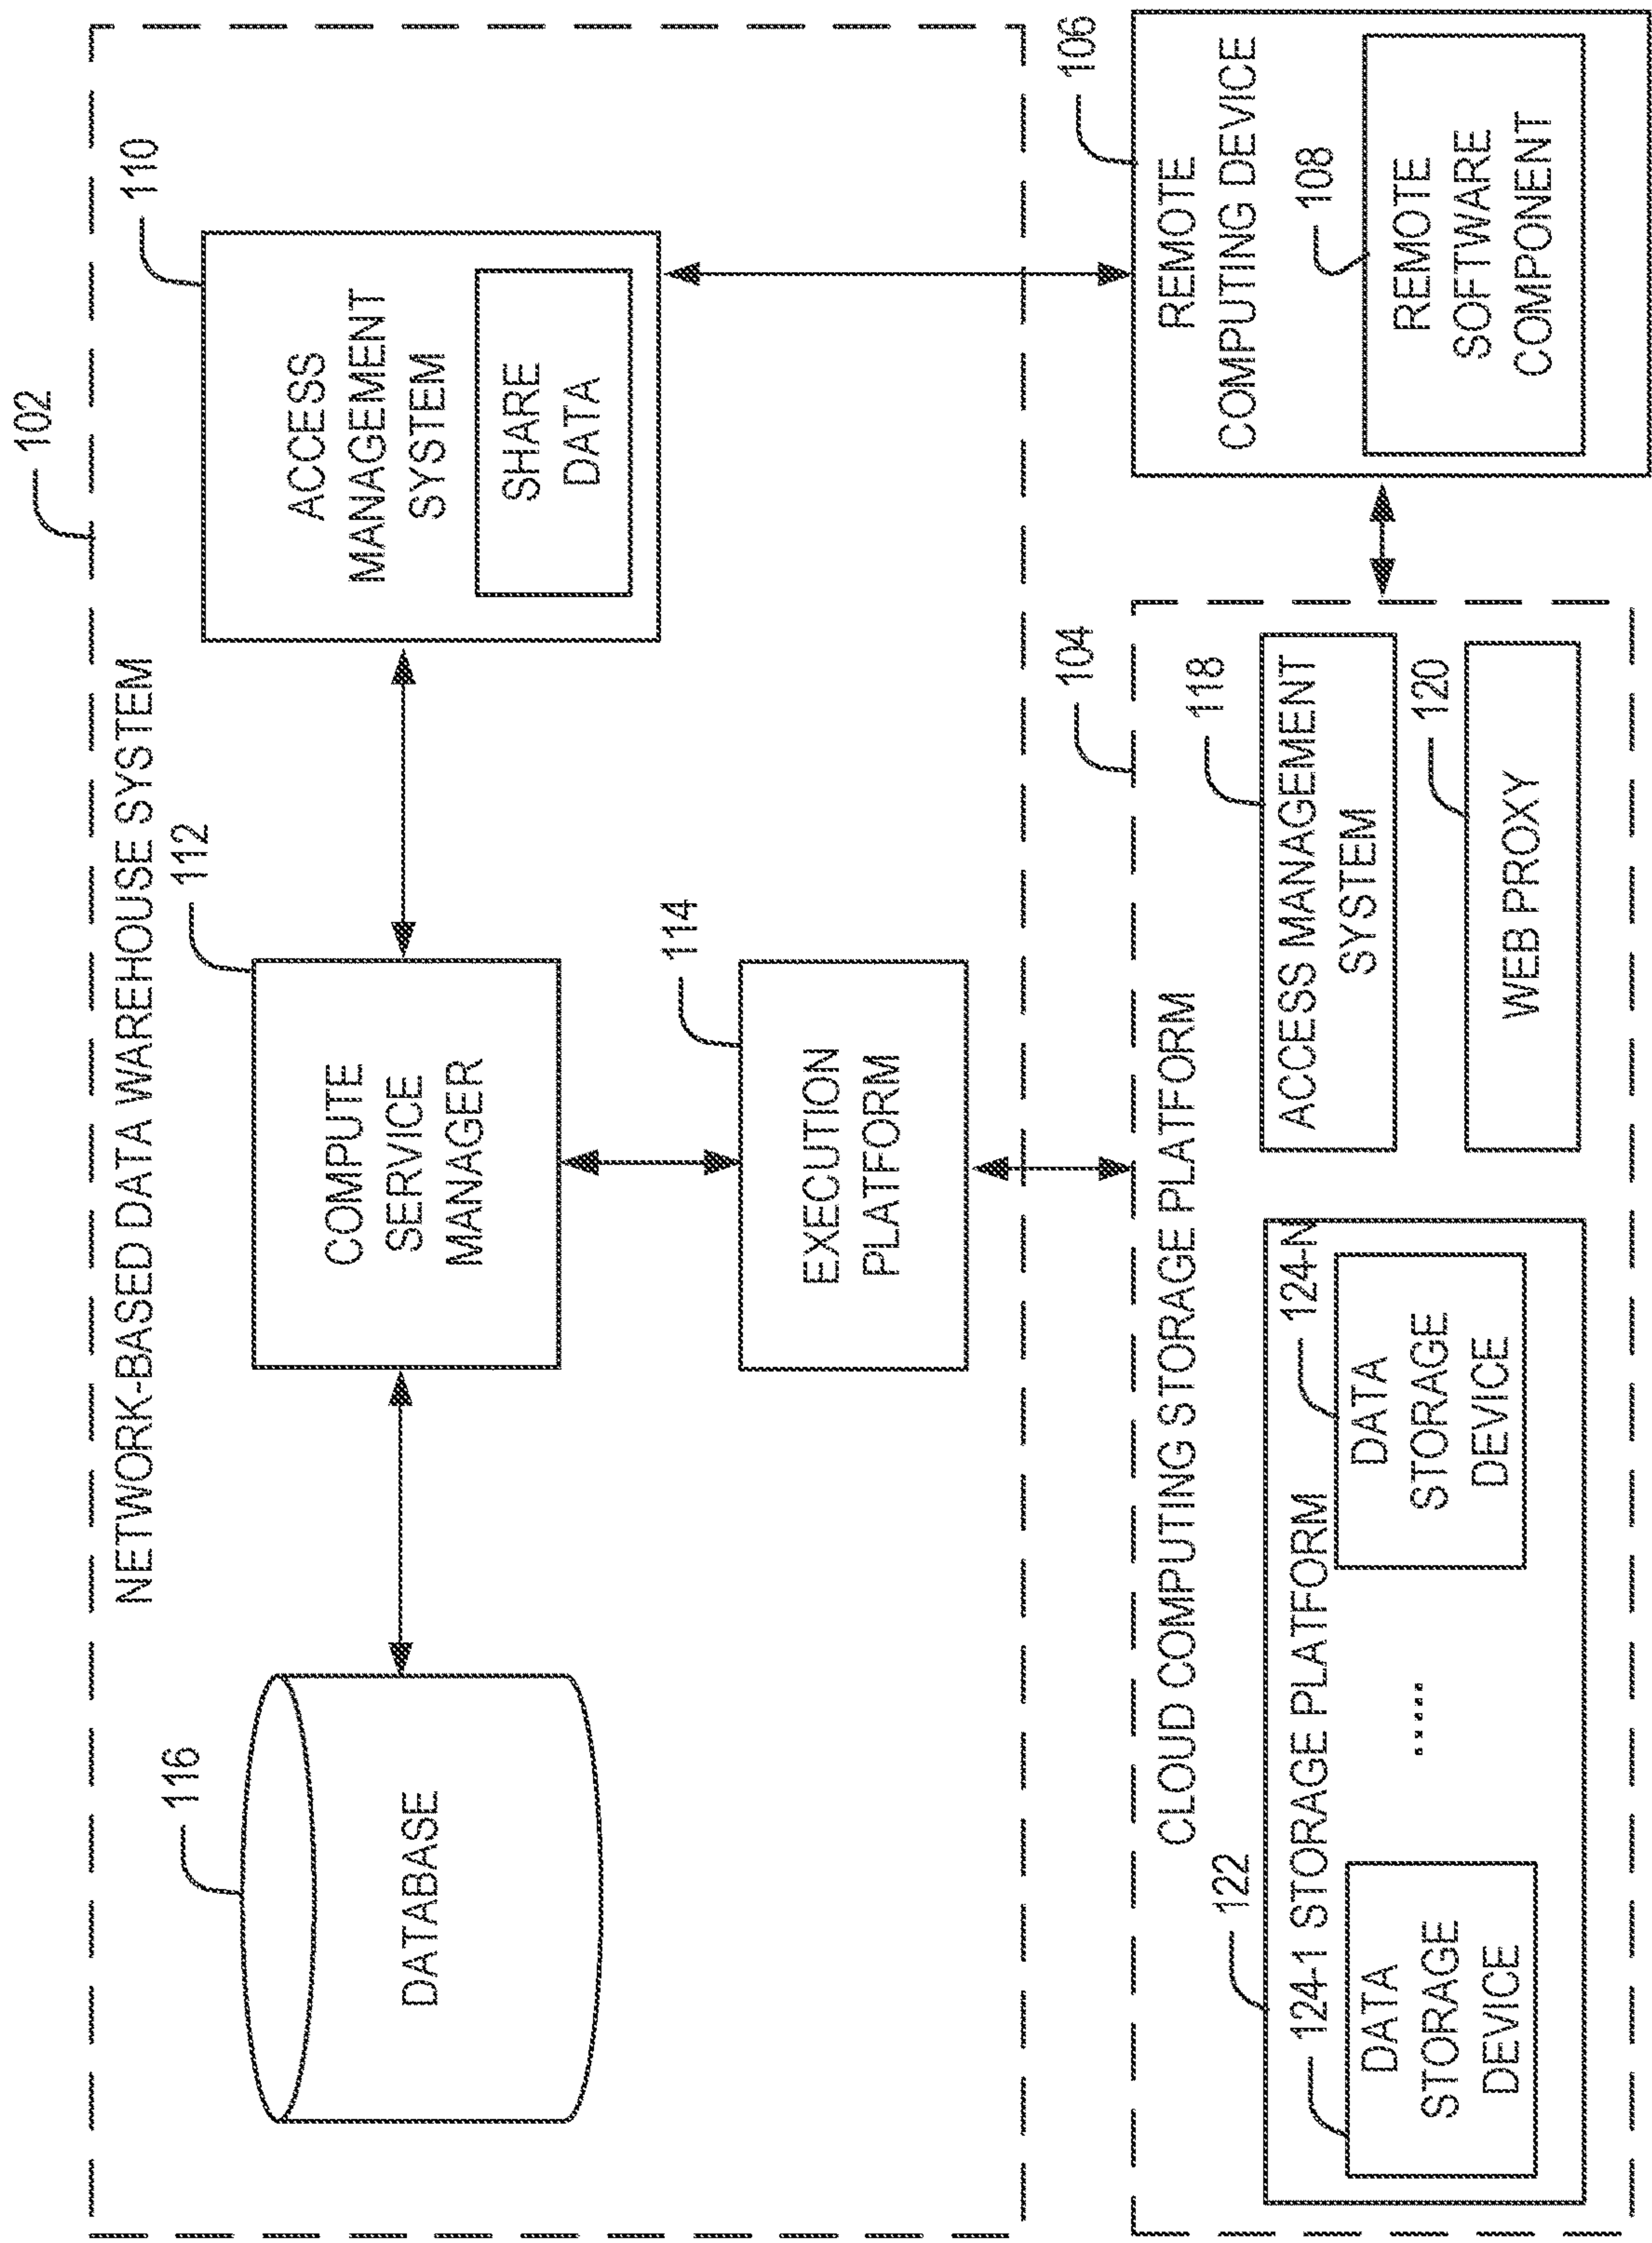 102
NETWORK-BASED DATA WAREHOUSE SYSTEM
116
DATABASE
112
COMPUTE
SERVICE
MANAGER
110
ACCESS
MANAGEMENT
SYSTEM
SHARE
DATA
114
EXECUTION
PLATFORM
104
CLOUD COMPUTING STORAGE PLATFORM
122
124-1 STORAGE PLATFORM
124-N
DATA
STORAGE
DEVICE
.....
DATA
STORAGE
DEVICE
118
ACCESS MANAGEMENT
SYSTEM
120
WEB PROXY
106
REMOTE
COMPUTING DEVICE
108
REMOTE
SOFTWARE
COMPONENT